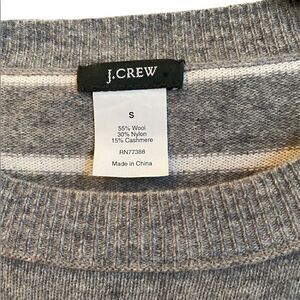 J.CREW
S
55% Wool
30% Nylon
15% Cashmere
RN77388
Made in China